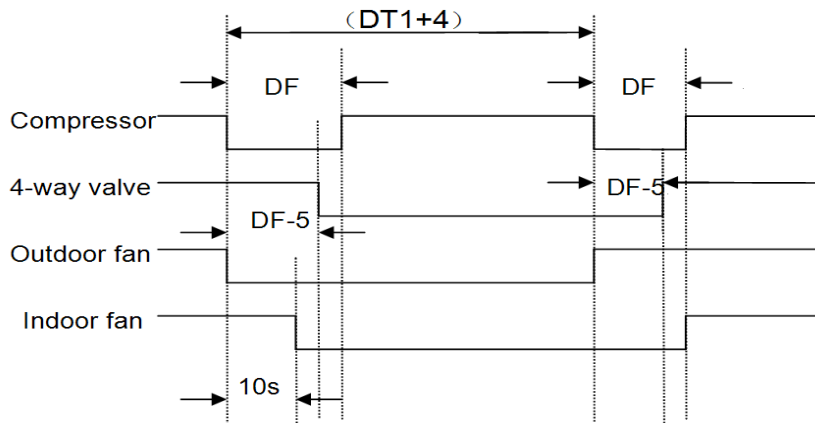 （DT1+4）
DF DF
Compressor
4-way valve DF-5
DF-5
Outdoor fan
Indoor fan
10s